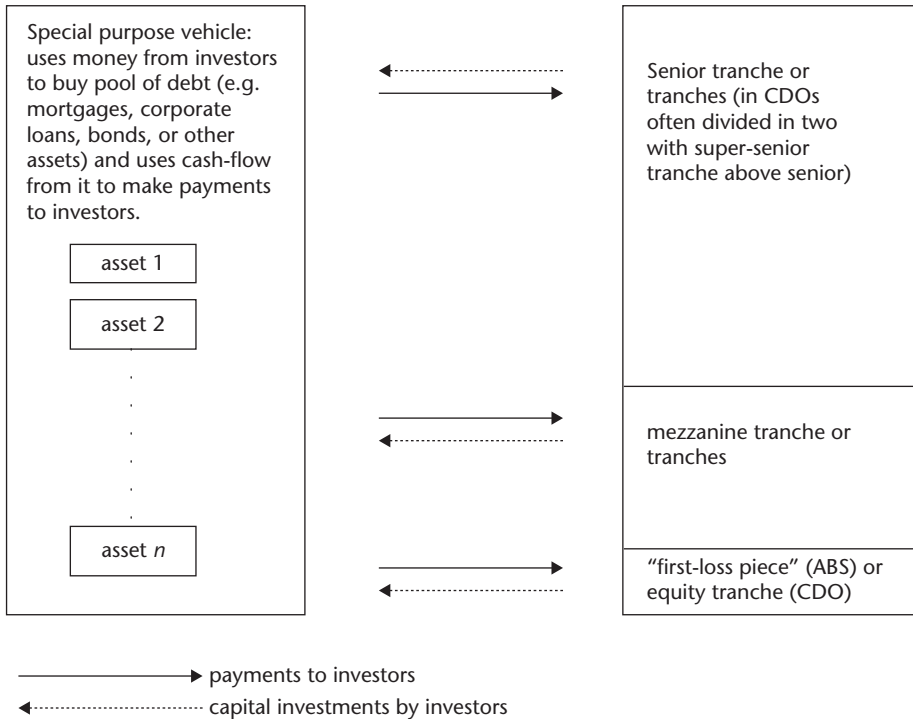 Special purpose vehicle:
uses money from investors
to buy pool of debt (e.g.
mortgages, corporate
loans, bonds, or other
assets) and uses cash-flow
from it to make payments
to investors.
asset 1
asset 2
asset n
Senior tranche or
tranches (in CDOs
often divided in two
with super-senior
tranche above senior)
mezzanine tranche or
tranches
“first-loss piece” (ABS) or
equity tranche (CDO)
payments to investors
capital investments by investors